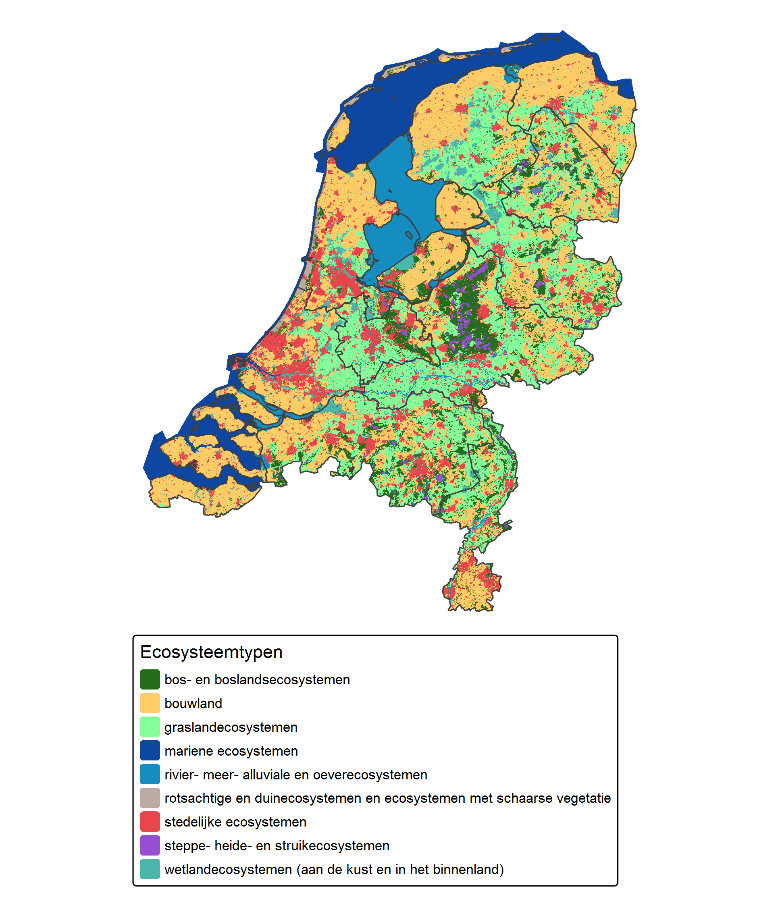 Ecosysteemtypen
bos- en boslandsecosystemen
bouwland
graslandecosystemen
mariene ecosystemen
rivier- meer- alluviale en oeverecosystemen
rotsachtige en duinecosystemen en ecosystemen met schaarse vegetatie
stedelijke ecosystemen
steppe- heide- en struikecosystemen
wetlandecosystemen (aan de kust en in het binnenland)